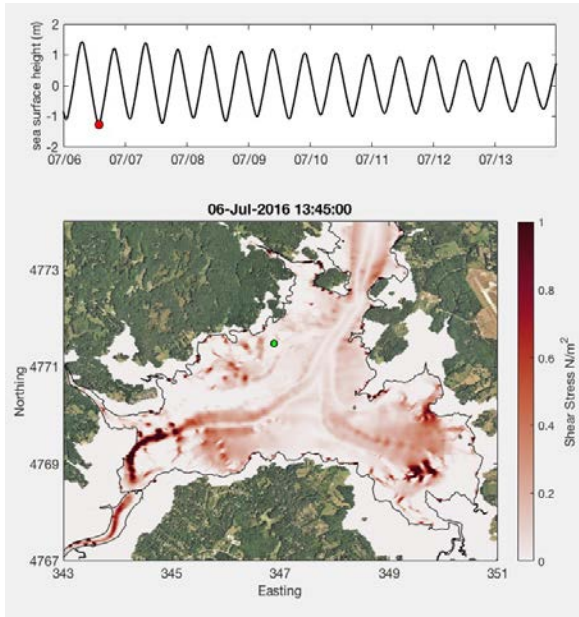 2
1
0
-1
-2
sea surface height (m)
07/06 07/07 07/08 07/09 07/10 07/11 07/12 07/13
06-Jul-2016 13:45:00
4773
4771
4769
4767
Northing
343 345 347 349 351
Easting
1
0.8
0.6
0.4
0.2
0
Shear Stress N/m²